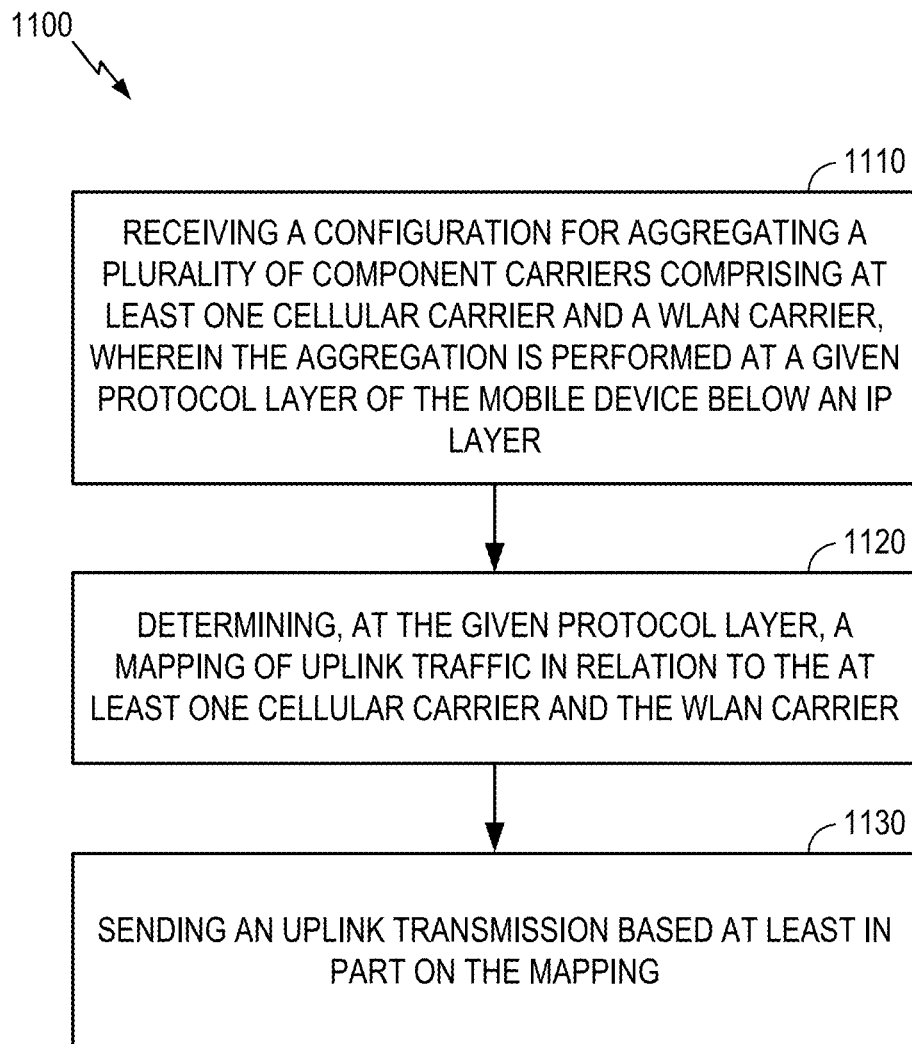 1100
1110
RECEIVING A CONFIGURATION FOR AGGREGATING A
PLURALITY OF COMPONENT CARRIERS COMPRISING AT
LEAST ONE CELLULAR CARRIER AND A WLAN CARRIER,
WHEREIN THE AGGREGATION IS PERFORMED AT A GIVEN
PROTOCOL LAYER OF THE MOBILE DEVICE BELOW AN IP
LAYER
1120
DETERMINING, AT THE GIVEN PROTOCOL LAYER, A
MAPPING OF UPLINK TRAFFIC IN RELATION TO THE AT
LEAST ONE CELLULAR CARRIER AND THE WLAN CARRIER
1130
SENDING AN UPLINK TRANSMISSION BASED AT LEAST IN
PART ON THE MAPPING